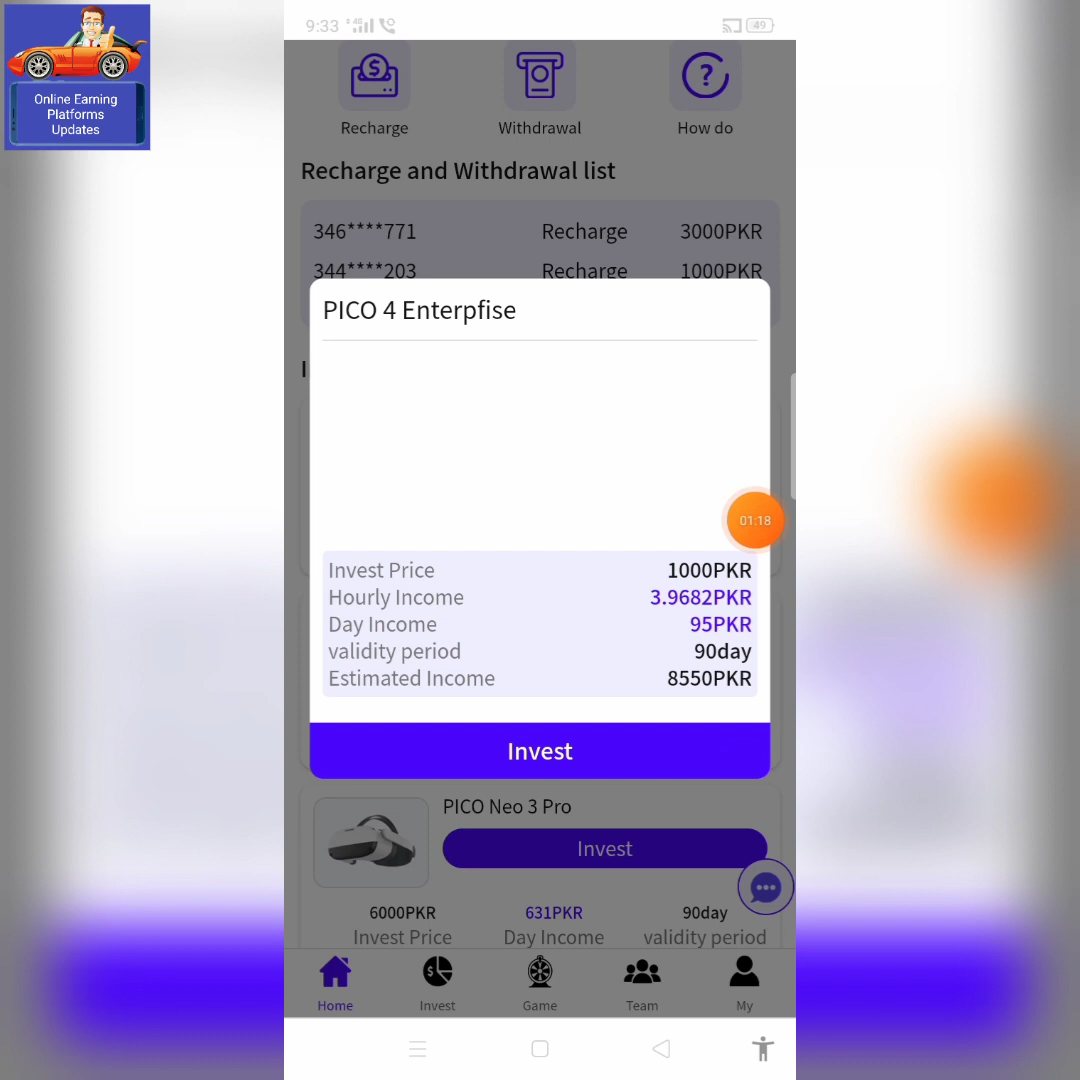 Online Earning
Platforms
Updates
9:33 4G 49
Recharge Withdrawal How do
Recharge and Withdrawal list
346****771 Recharge 3000PKR
344****203 Recharge 1000PKR
I
PICO 4 Enterpfise
01:18
Invest Price 1000PKR
Hourly Income 3.9682PKR
Day Income 95PKR
validity period 90day
Estimated Income 8550PKR
Invest
PICO Neo 3 Pro
Invest
6000PKR 631PKR 90day
Invest Price Day Income validity period
Home Invest Game Team My